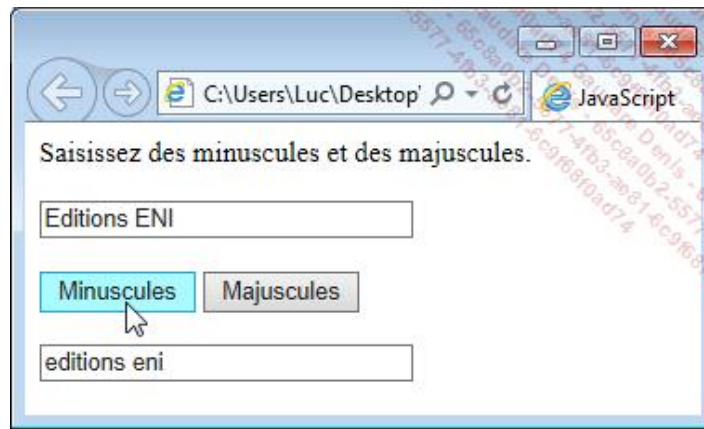 C:\Users\Luc\Desktop'
JavaScript
Saisissez des minuscules et des majuscules.
Editions ENI
Minuscules
Majuscules
editions eni